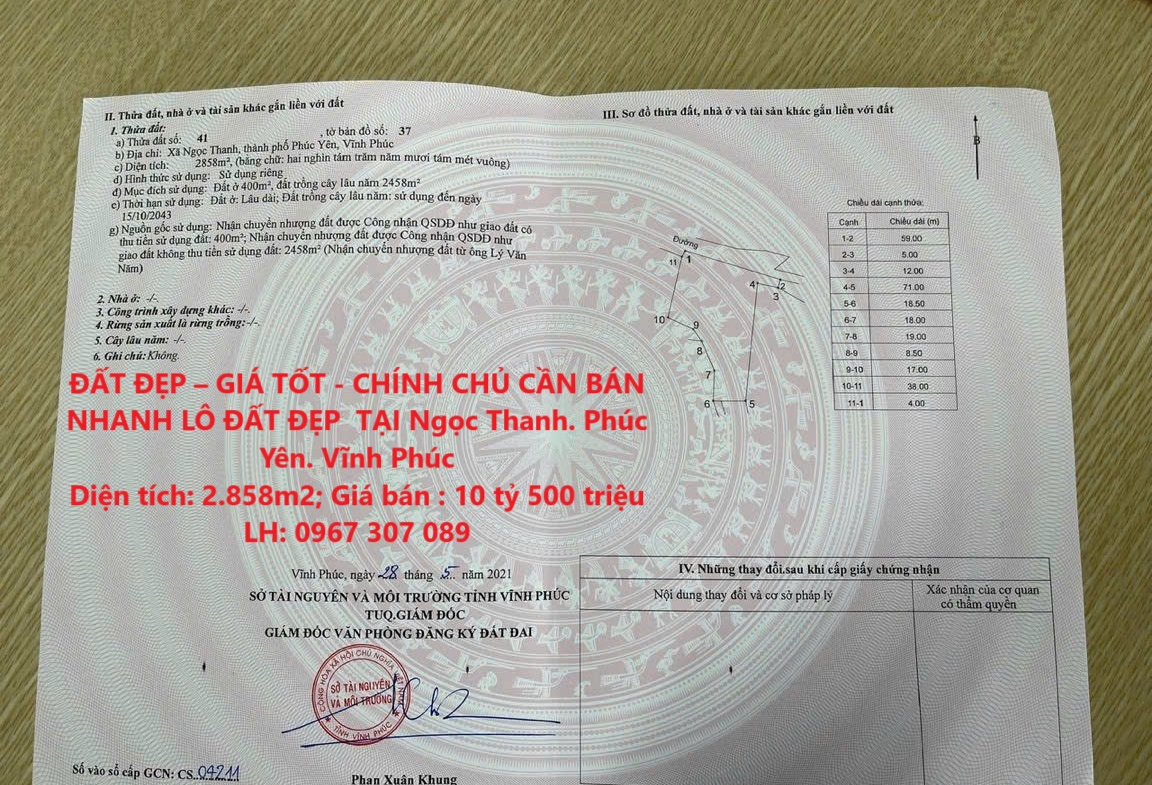 II. Thửa đất, nhà ở và tài sản khác gắn liền với đất
1. Thửa đất:
a) Thửa đất số: 41 , tờ bản đồ số: 37
b) Địa chỉ: Xã Ngọc Thanh, thành phố Phúc Yên, Vĩnh Phúc
c) Diện tích: 2858m², (bằng chữ: hai nghìn tám trăm năm mươi tám mét vuông)
d) Hình thức sử dụng: Sử dụng riêng
đ) Mục đích sử dụng: Đất ở 400m², đất trồng cây lâu năm 2458m²
e) Thời hạn sử dụng: Đất ở: Lâu dài; Đất trồng cây lâu năm: sử dụng đến ngày
15/10/2043
g) Nguồn gốc sử dụng: Nhận chuyển nhượng đất được Công nhận QSDĐ như giao đất có
thu tiền sử dụng đất: 400m²; Nhận chuyển nhượng đất được Công nhận QSDĐ như
giao đất không thu tiền sử dụng đất: 2458m² (Nhận chuyển nhượng đất từ ông Lý Văn
Năm)
2. Nhà ở: -/-.
3. Công trình xây dựng khác: -/-.
4. Rừng sản xuất là rừng trồng:-/-.
5. Cây lâu năm: -/-.
6. Ghi chú: Không.
ĐẤT ĐẸP – GIÁ TỐT - CHÍNH CHỦ CẦN BÁN
NHANH LÔ ĐẤT ĐẸP TẠI Ngọc Thanh. Phúc
Yên. Vĩnh Phúc
Diện tích: 2.858m2; Giá bán : 10 tỷ 500 triệu
LH: 0967 307 089
Vĩnh Phúc, ngày 28 tháng 5 năm 2021
SỞ TÀI NGUYÊN VÀ MÔI TRƯỜNG TỈNH VĨNH PHÚC
TUQ.GIÁM ĐỐC
GIÁM ĐỐC VĂN PHÒNG ĐĂNG KÝ ĐẤT ĐAI
CỘNG HÒA XÃ HỘI CHỦ NGHĨA VIỆT NAM
SỞ TÀI NGUYÊN
VÀ MÔI TRƯỜNG
TỈNH VĨNH PHÚC
Phan Xuân Khung
Số vào sổ cấp GCN: CS..04211
III. Sơ đồ thửa đất, nhà ở và tài sản khác gắn liền với đất
B
Đường
11 1
4 2
3
10
9
8
7
6 5
Chiều dài cạnh thửa:
Cạnh Chiều dài (m)
1-2 59.00
2-3 5.00
3-4 12.00
4-5 71.00
5-6 18.50
6-7 18.00
7-8 19.00
8-9 8.50
9-10 17.00
10-11 38.00
11-1 4.00
IV. Những thay đổi sau khi cấp giấy chứng nhận
Nội dung thay đổi và cơ sở pháp lý
Xác nhận của cơ quan
có thẩm quyền